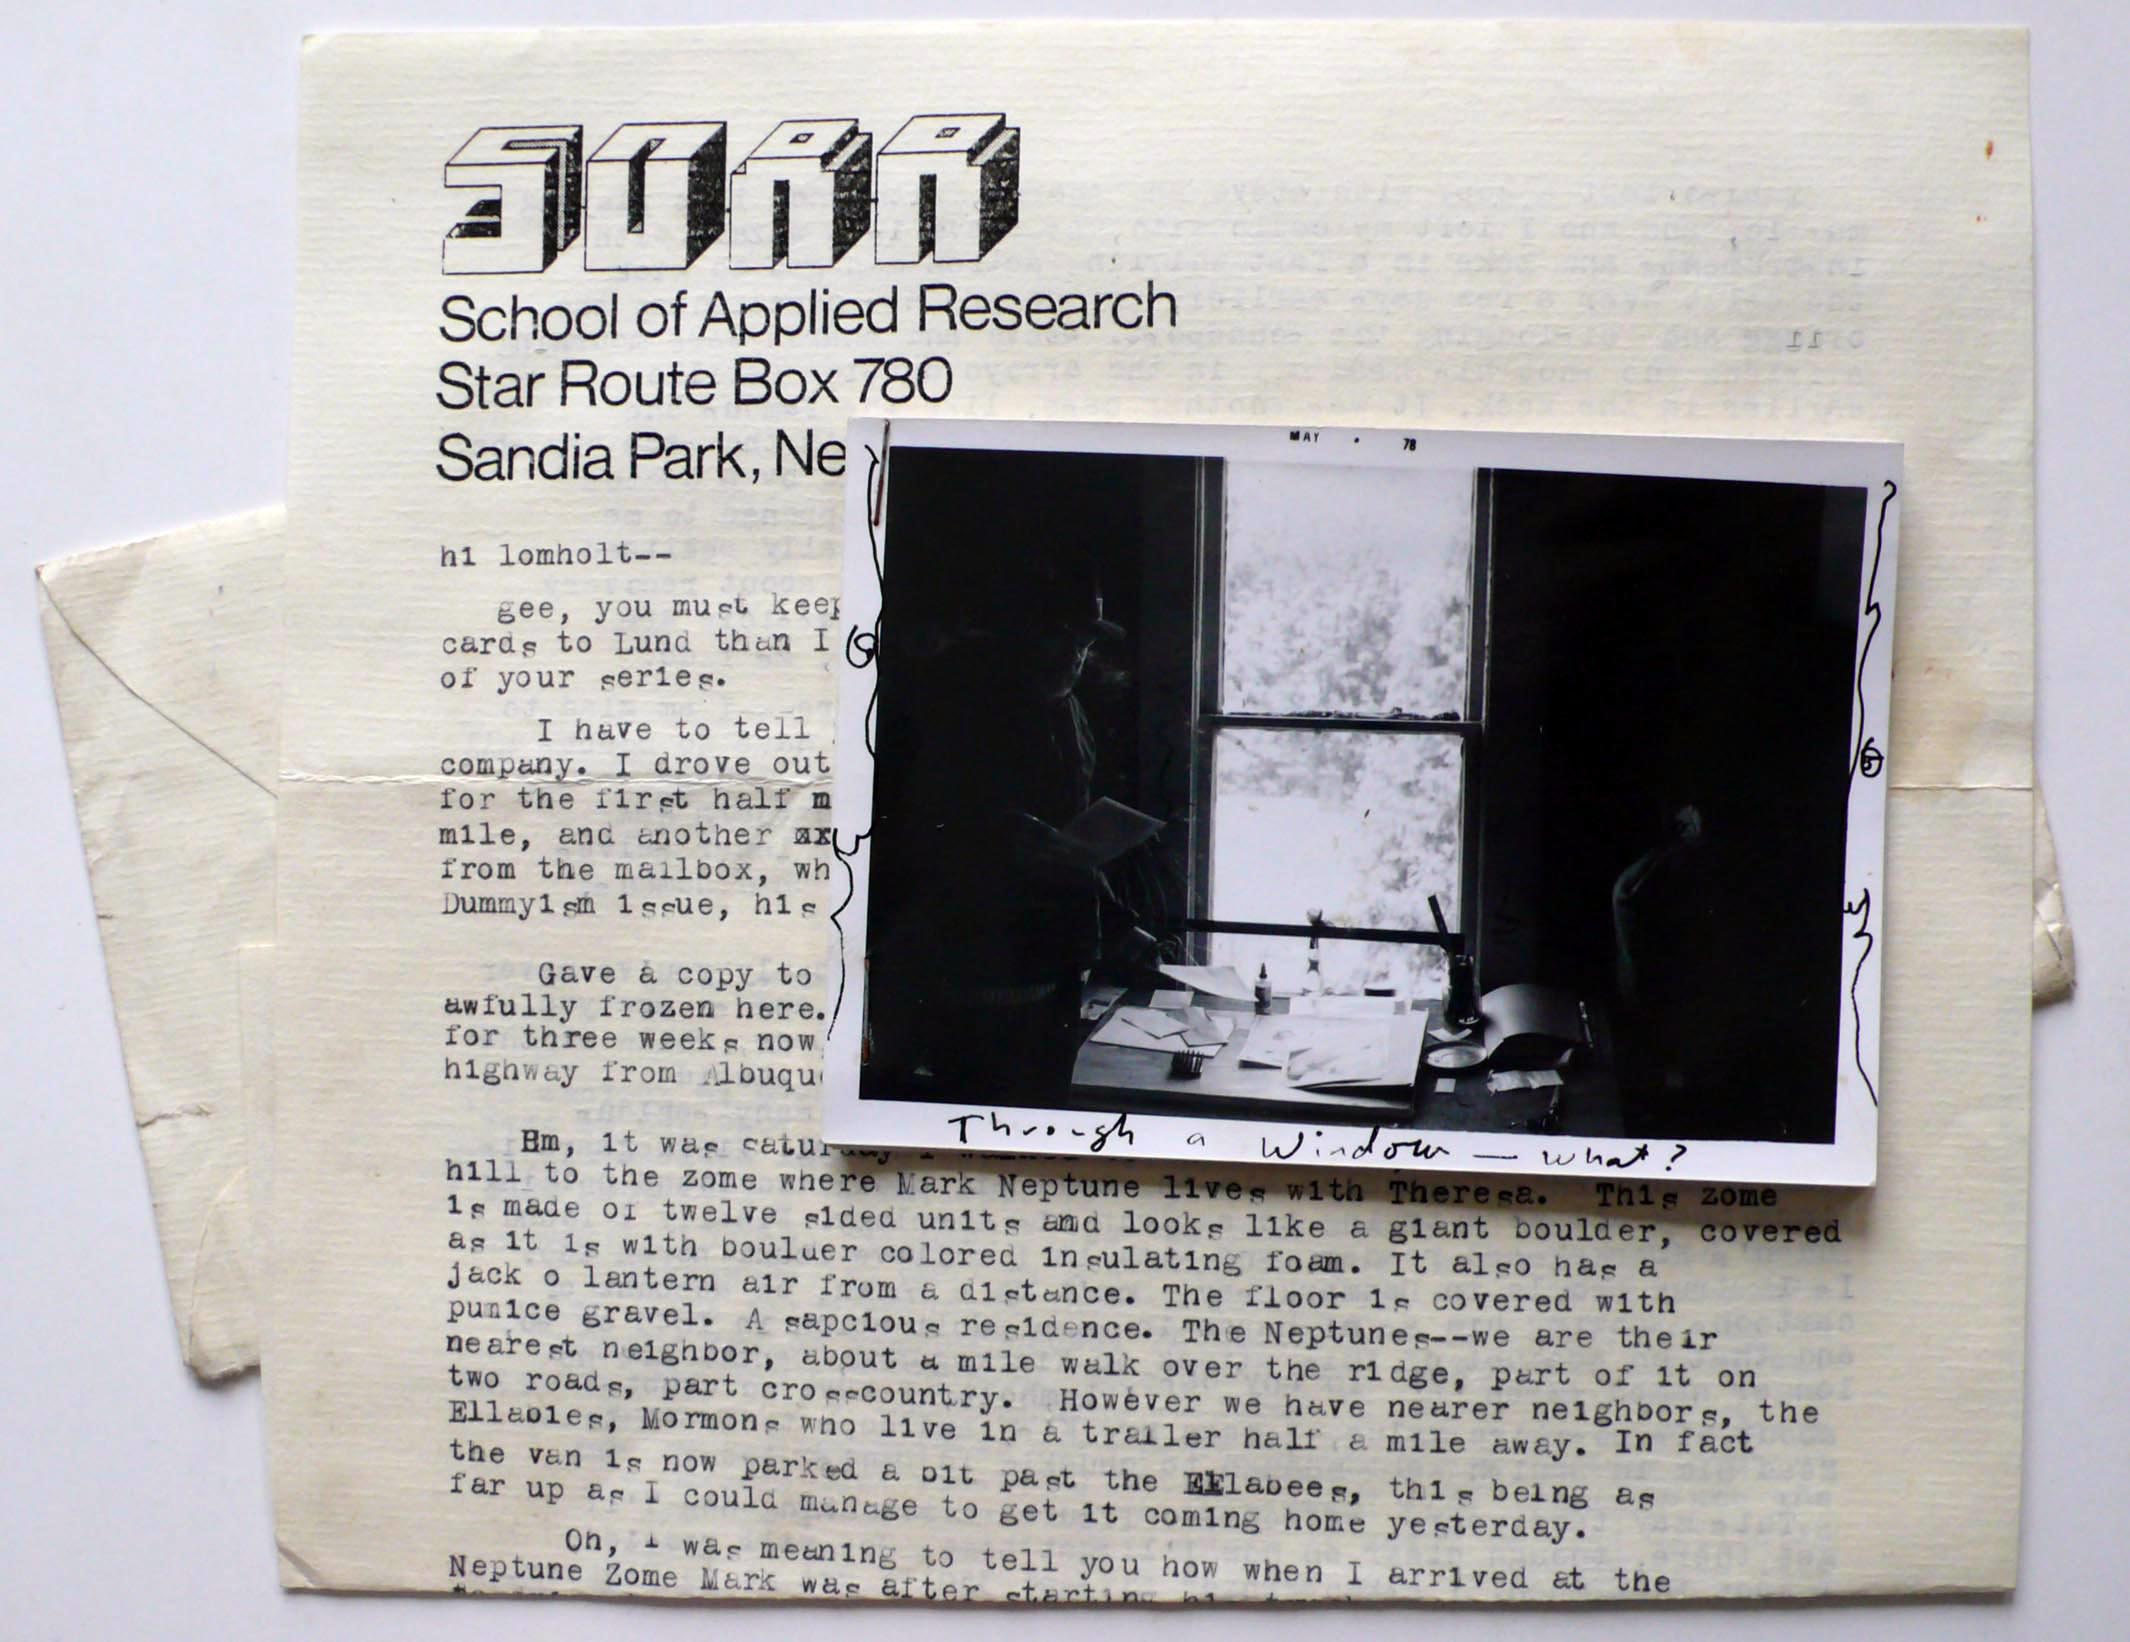 SOAR
School of Applied Research
Star Route Box 780
Sandia Park, Ne
hi lomholt--
gee, you must keep
cards to Lund than I
of your series.
I have to tell
company. I drove out
for the first half m
mile, and another
from the mailbox, wh
Dummyism issue, his
Gave a copy to
awfully frozen here.
for three weeks now
highway from Albuqu
Hm, it was satur
hill to the zome where Mark Neptune lives with Theresa. This zome
is made of twelve sided units and looks like a giant boulder, covered
as it is with boulder colored insulating foam. It also has a
jack o lantern air from a distance. The floor is covered with
pumice gravel. A sapcious residence. The Neptunes--we are their
nearest neighbor, about a mile walk over the ridge, part of it on
two roads, part crosscountry. However we have nearer neighbors, the
Ellabies, Mormons who live in a trailer half a mile away. In fact
the van is now parked a bit past the Ellabees, this being as
far up as I could manage to get it coming home yesterday.
Oh, I was meaning to tell you how when I arrived at the
Neptune Zome Mark was after starting his
MAY • 78
Through a Window — what?